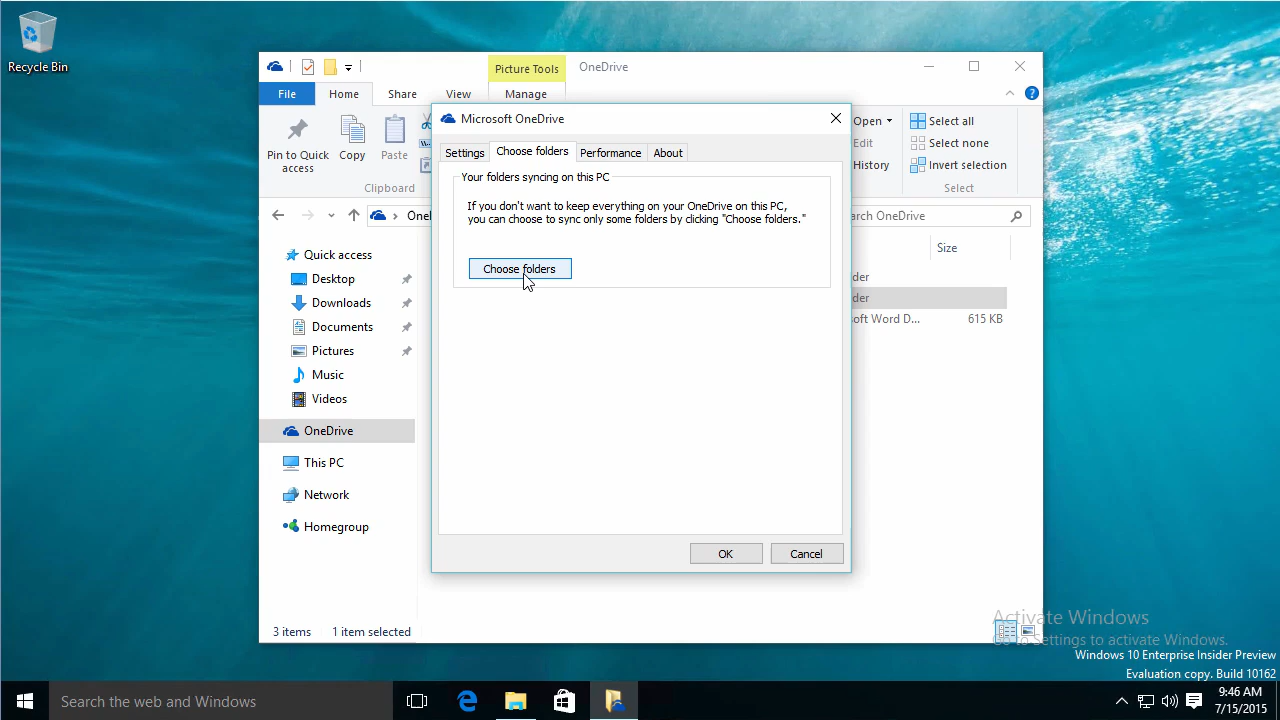 Recycle Bin
Picture Tools
OneDrive
File
Home
Share
View
Manage
Pin to Quick access
Copy
Paste
Clipboard
Open
Edit
History
Select all
Select none
Invert selection
Select
Microsoft OneDrive
Settings
Choose folders
Performance
About
Your folders syncing on this PC
If you don't want to keep everything on your OneDrive on this PC,
you can choose to sync only some folders by clicking "Choose folders."
Choose folders
OK
Cancel
OneDrive
Size
615 KB
Quick access
Desktop
Downloads
Documents
Pictures
Music
Videos
OneDrive
This PC
Network
Homegroup
3 items
1 item selected
Activate Windows
Go to Settings to activate Windows.
Windows 10 Enterprise Insider Preview
Evaluation copy. Build 10162
Search the web and Windows
9:46 AM
7/15/2015